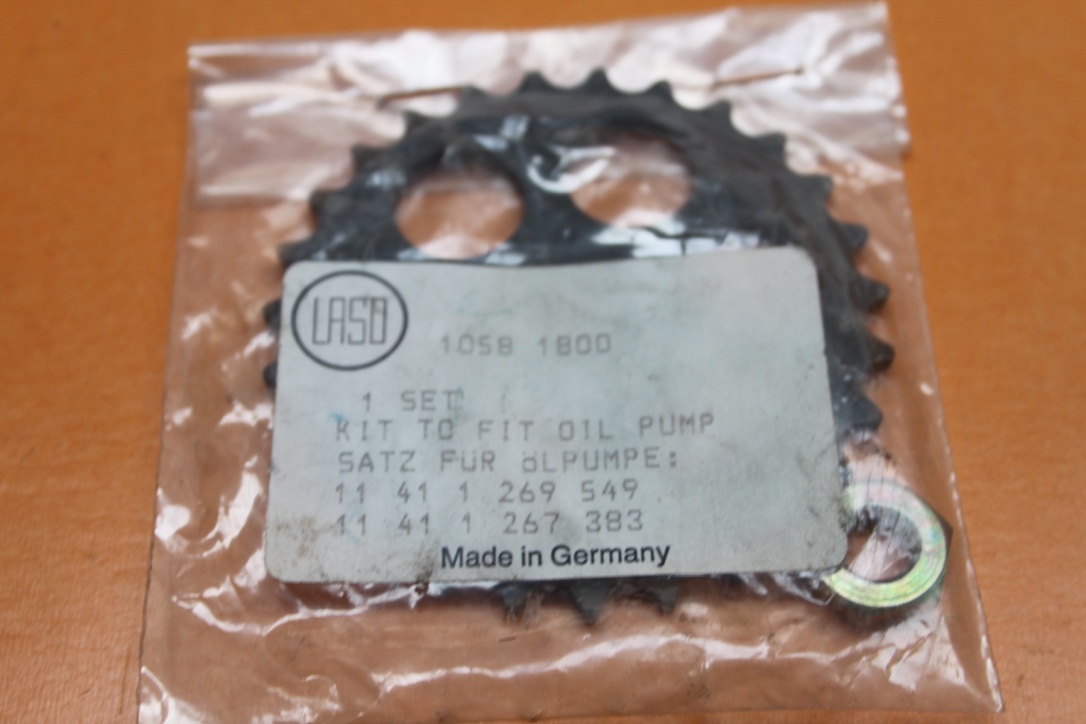 LASO
1058 1800
1 SET
KIT TO FIT OIL PUMP
SATZ FUR ÖLPUMPE:
11 41 1 269 549
11 41 1 267 383
Made in Germany